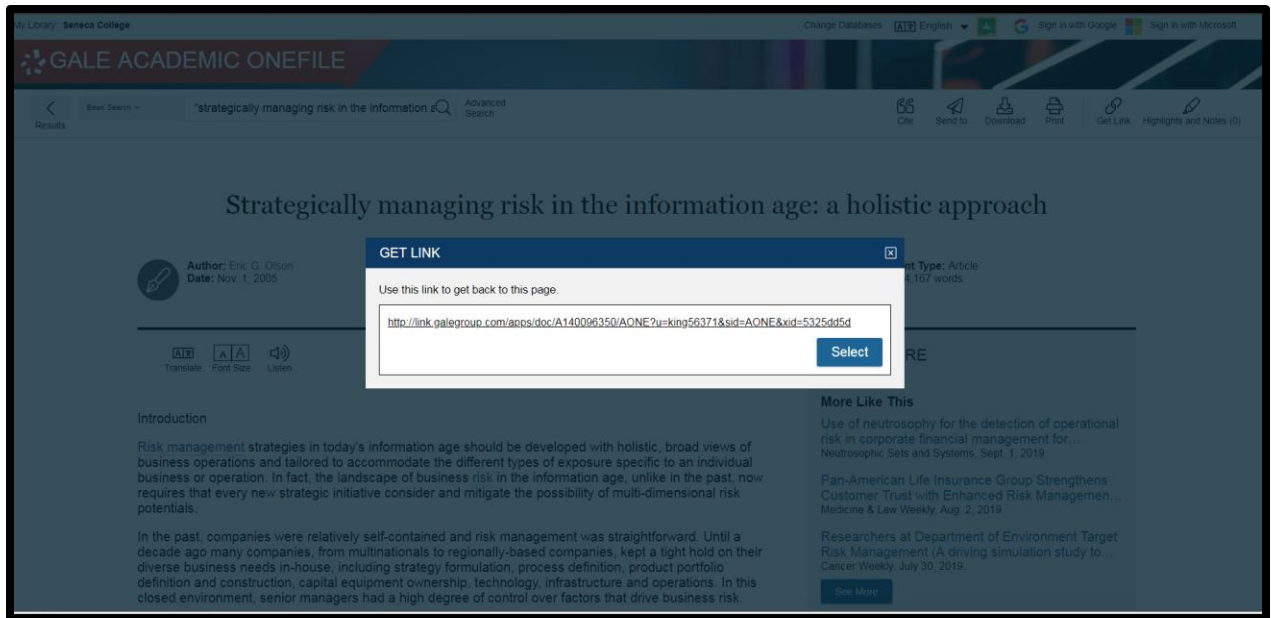 My Library: Seneca College
Change Databases English Sign in with Google Sign in with Microsoft
GALE ACADEMIC ONEFILE
Results
Basic Search
"strategically managing risk in the information a
Advanced
Search
Cite Send to... Download Print Get Link Highlights and Notes (0)
Strategically managing risk in the information age: a holistic approach
Author: Eric G. Olson
Date: Nov. 1, 2005
nt Type: Article
4,167 words
GET LINK
Use this link to get back to this page.
http://link.galegroup.com/apps/doc/A140096350/AONE?u=king56371&sid=AONE&xid=5325dd5d
Select
Translate Font Size Listen
RE
Introduction
Risk management strategies in today's information age should be developed with holistic, broad views of
business operations and tailored to accommodate the different types of exposure specific to an individual
business or operation. In fact, the landscape of business risk in the information age, unlike in the past, now
requires that every new strategic initiative consider and mitigate the possibility of multi-dimensional risk
potentials.
In the past, companies were relatively self-contained and risk management was straightforward. Until a
decade ago many companies, from multinationals to regionally-based companies, kept a tight hold on their
diverse business needs in-house, including strategy formulation, process definition, product portfolio
definition and construction, capital equipment ownership, technology, infrastructure and operations. In this
closed environment, senior managers had a high degree of control over factors that drive business risk.
More Like This
Use of neutrosophy for the detection of operational
risk in corporate financial management for...
Neutrosophic Sets and Systems, Sept. 1, 2019
Pan-American Life Insurance Group Strengthens
Customer Trust with Enhanced Risk Managemen...
Medicine & Law Weekly, Aug. 2, 2019
Researchers at Department of Environment Target
Risk Management (A driving simulation study to...
Cancer Weekly, July 30, 2019
See More